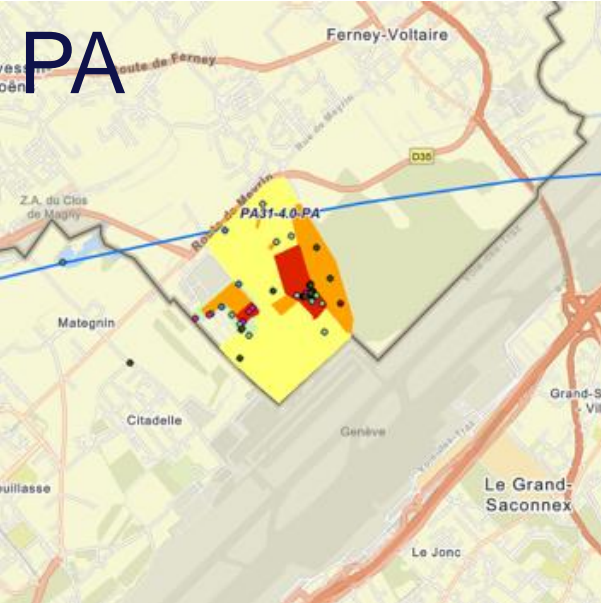 PA
Ferney-Voltaire
Route de Ferney
Rue de Meyrin
D35
Z.A. du Clos
de Magny
Route de Meyrin
PA31-4.0-PA
Mategnin
Citadelle
Genève
Le Grand-
Saconnex
Le Jonc